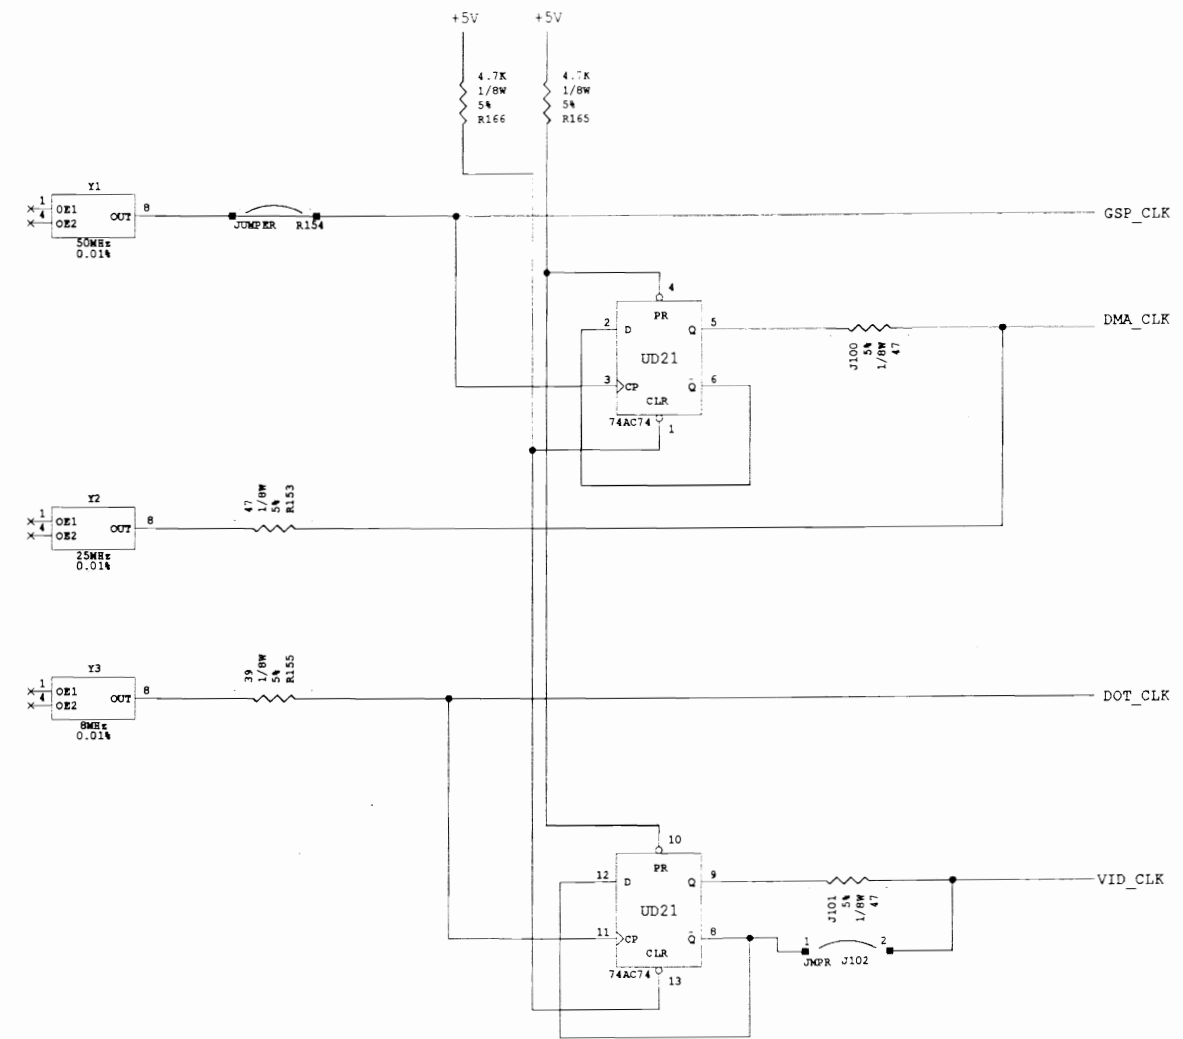 +5V
+5V
4.7K
1/8W
5%
R166
4.7K
1/8W
5%
R165
Y1
1
4
OE1
OE2
OUT
8
50MHz
0.01%
JUMPER R154
GSP_CLK
4
PR
2
D
Q
5
UD21
3
CP
Q̅
6
CLR
74AC74
1
J100
5%
1/8W
47
DMA_CLK
Y2
1
4
OE1
OE2
OUT
8
25MHz
0.01%
47
1/8W
5%
R153
Y3
1
4
OE1
OE2
OUT
8
8MHz
0.01%
39
1/8W
5%
R155
DOT_CLK
10
PR
12
D
Q
9
UD21
11
CP
Q̅
8
CLR
74AC74
13
J101
5%
1/8W
47
VID_CLK
1
2
JMPR J102